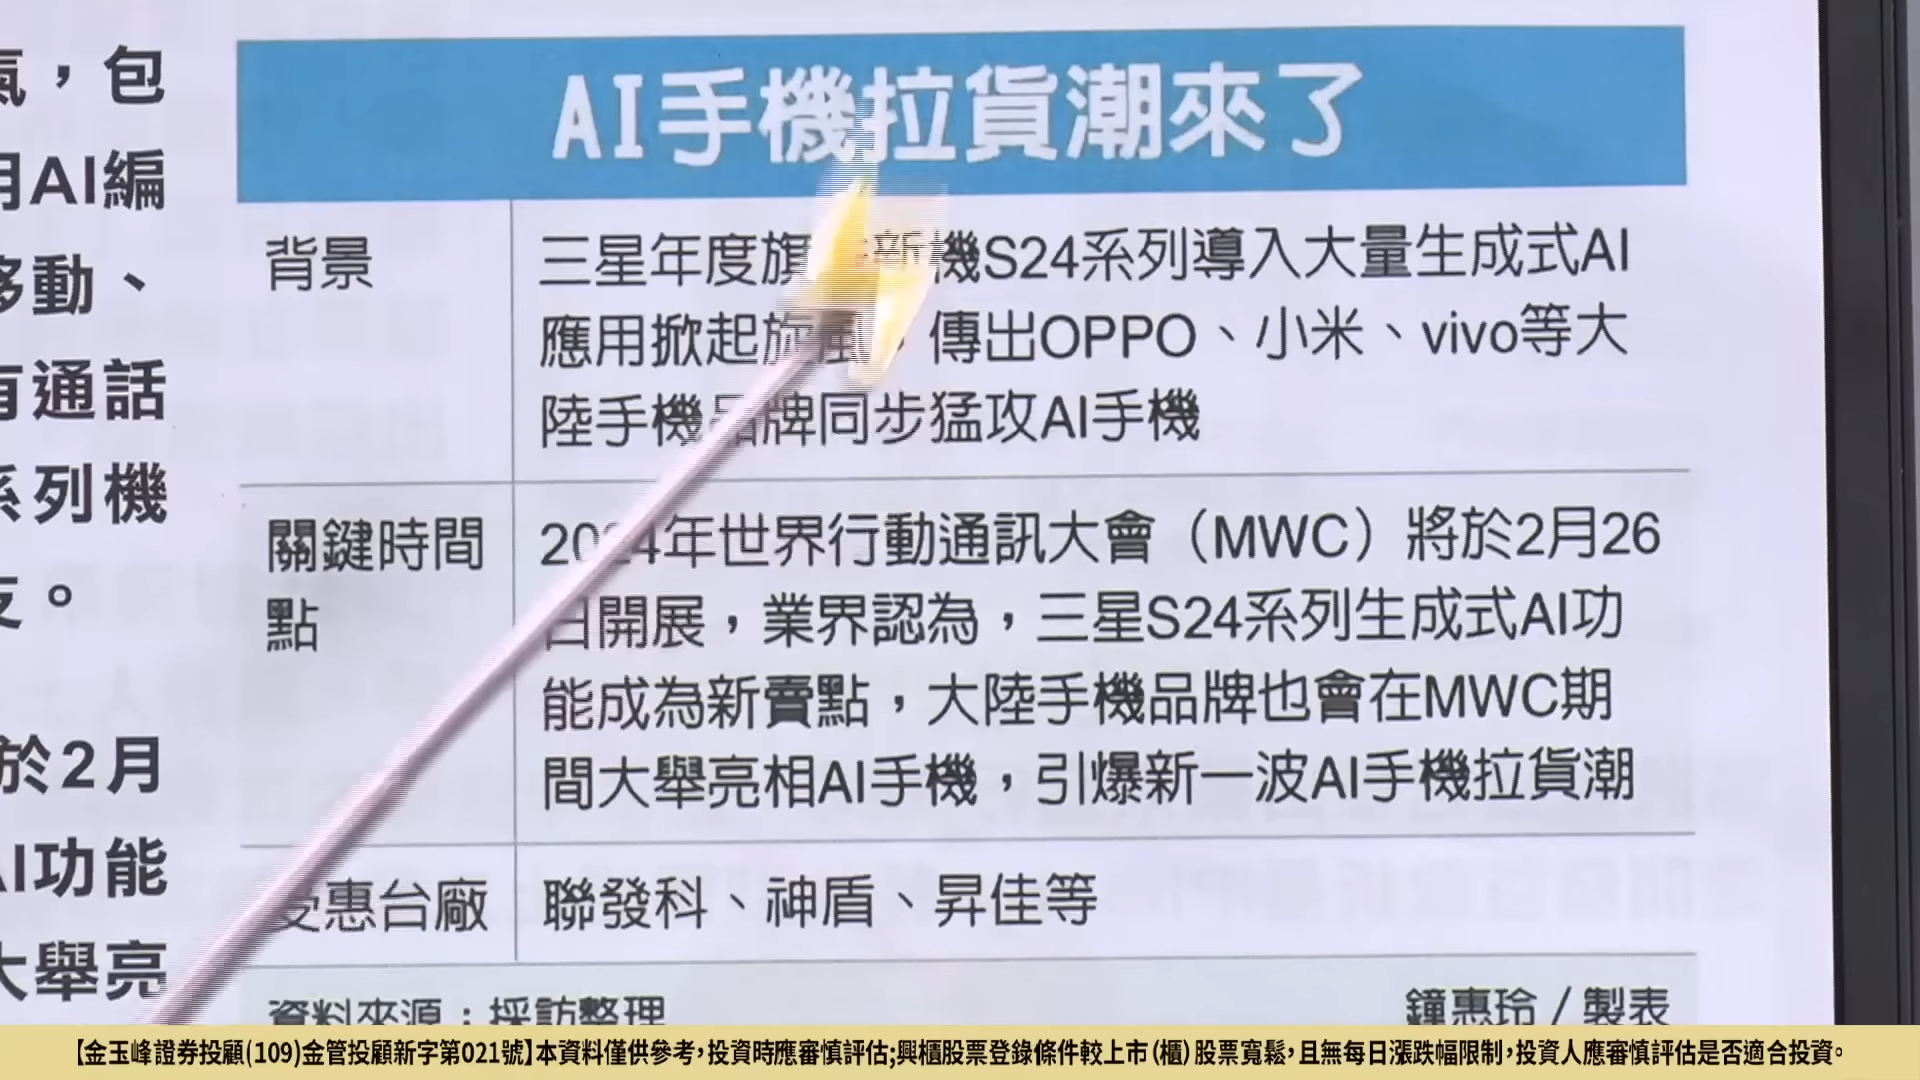 氣，包
用AI編
移動、
有通話
系列機
友。
於2月
AI功能
大舉亮
AI手機拉貨潮來了
背景
三星年度旗新機S24系列導入大量生成式AI
應用掀起旋風，傳出OPPO、小米、vivo等大
陸手機品牌同步猛攻AI手機
關鍵時間
點
2024年世界行動通訊大會（MWC）將於2月26
日開展，業界認為，三星S24系列生成式AI功
能成為新賣點，大陸手機品牌也會在MWC期
間大舉亮相AI手機，引爆新一波AI手機拉貨潮
受惠台廠
聯發科、神盾、昇佳等
資料來源：採訪整理
鐘惠玲／製表
【金玉峰證券投顧(109)金管投顧新字第021號】本資料僅供參考，投資時應審慎評估；興櫃股票登錄條件較上市（櫃）股票寬鬆，且無每日漲跌幅限制，投資人應審慎評估是否適合投資。